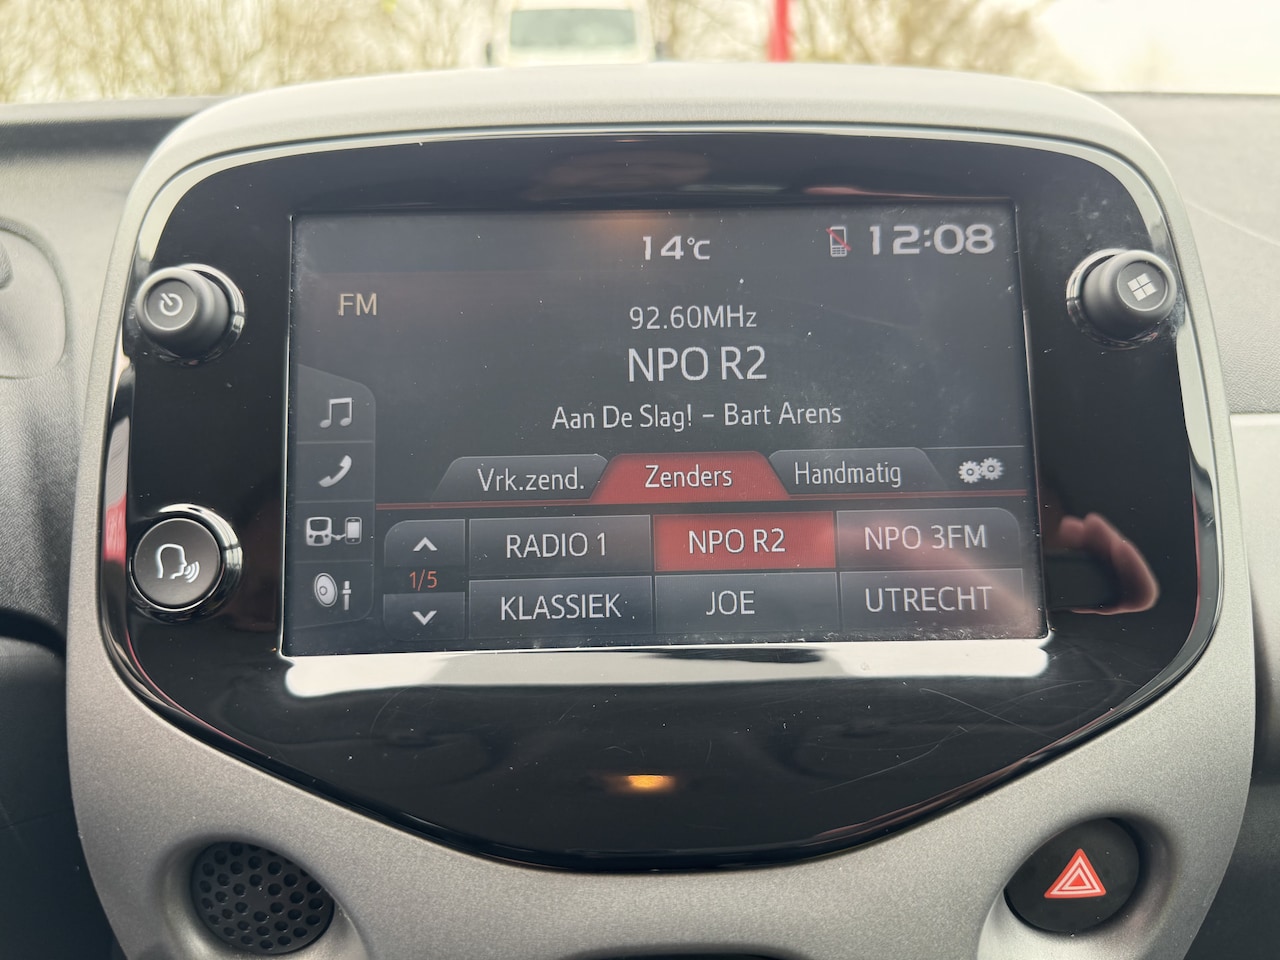 14°C
12:08
FM
92.60MHz
NPO R2
Aan De Slag! - Bart Arens
Vrk.zend.
Zenders
Handmatig
RADIO 1
NPO R2
NPO 3FM
1/5
KLASSIEK
JOE
UTRECHT